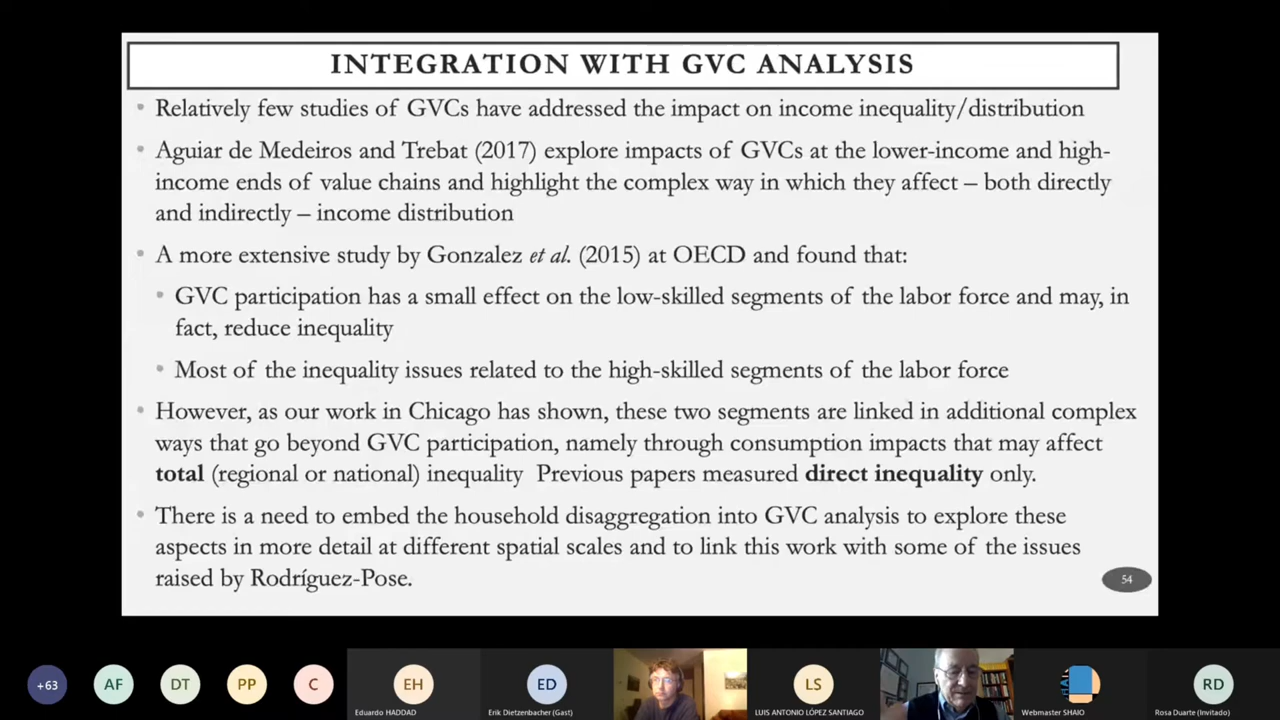 INTEGRATION WITH GVC ANALYSIS
• Relatively few studies of GVCs have addressed the impact on income inequality/distribution
• Aguiar de Medeiros and Trebat (2017) explore impacts of GVCs at the lower-income and high-
income ends of value chains and highlight the complex way in which they affect – both directly
and indirectly – income distribution
• A more extensive study by Gonzalez et al. (2015) at OECD and found that:
• GVC participation has a small effect on the low-skilled segments of the labor force and may, in
fact, reduce inequality
• Most of the inequality issues related to the high-skilled segments of the labor force
• However, as our work in Chicago has shown, these two segments are linked in additional complex
ways that go beyond GVC participation, namely through consumption impacts that may affect
total (regional or national) inequality  Previous papers measured direct inequality only.
• There is a need to embed the household disaggregation into GVC analysis to explore these
aspects in more detail at different spatial scales and to link this work with some of the issues
raised by Rodríguez-Pose.
54
+63 AF DT PP C EH ED LS RD
Eduardo HADDAD Erik Dietzenbacher (Gast) LUIS ANTONIO LÓPEZ SANTIAGO Webmaster SHAIO Rosa Duarte (Invitado)